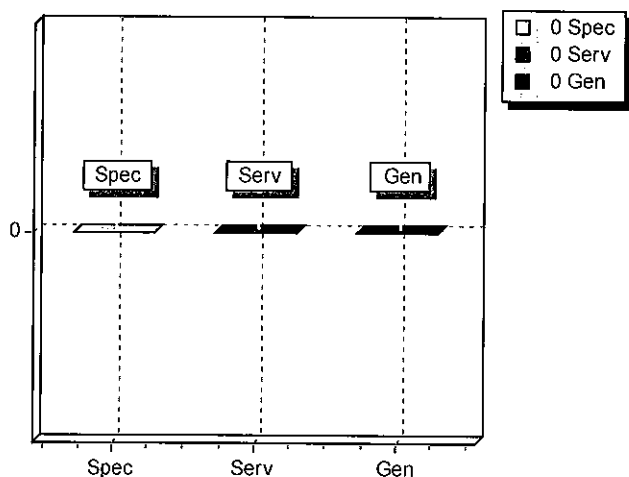 0 Spec
0 Serv
0 Gen
Spec
Serv
Gen
0
Spec
Serv
Gen